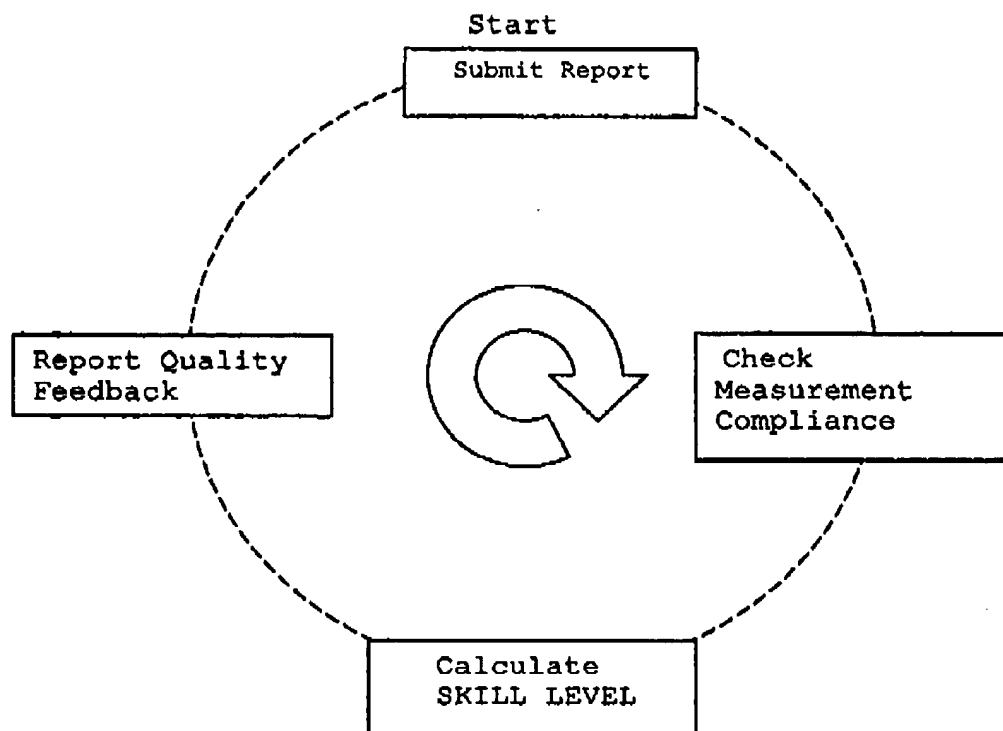 Start
Submit Report
Check
Measurement
Compliance
Calculate
SKILL LEVEL
Report Quality
Feedback